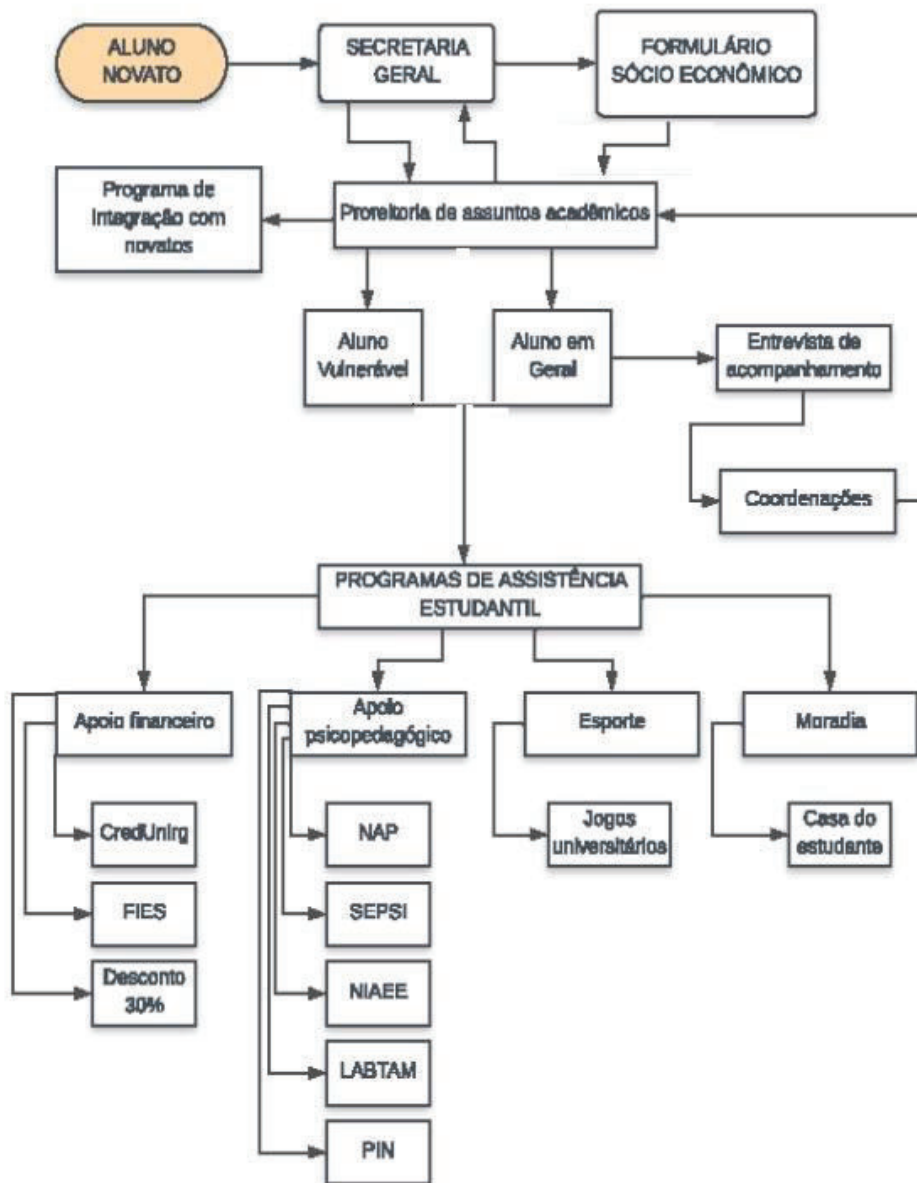 ALUNO
NOVATO
SECRETARIA
GERAL
FORMULÁRIO
SÓCIO ECONÔMICO
Programa de
integração com
novatos
Proreitoria de assuntos acadêmicos
Aluno
Vulnerável
Aluno em
Geral
Entrevista de
acompanhamento
Coordenações
PROGRAMAS DE ASSISTÊNCIA
ESTUDANTIL
Apoio financeiro
Apoio
psicopedagógico
Esporte
Moradia
CredUnirg
NAP
Jogos
universitários
Casa do
estudante
FIES
SEPSI
Desconto
30%
NIAEE
LABTAM
PIN